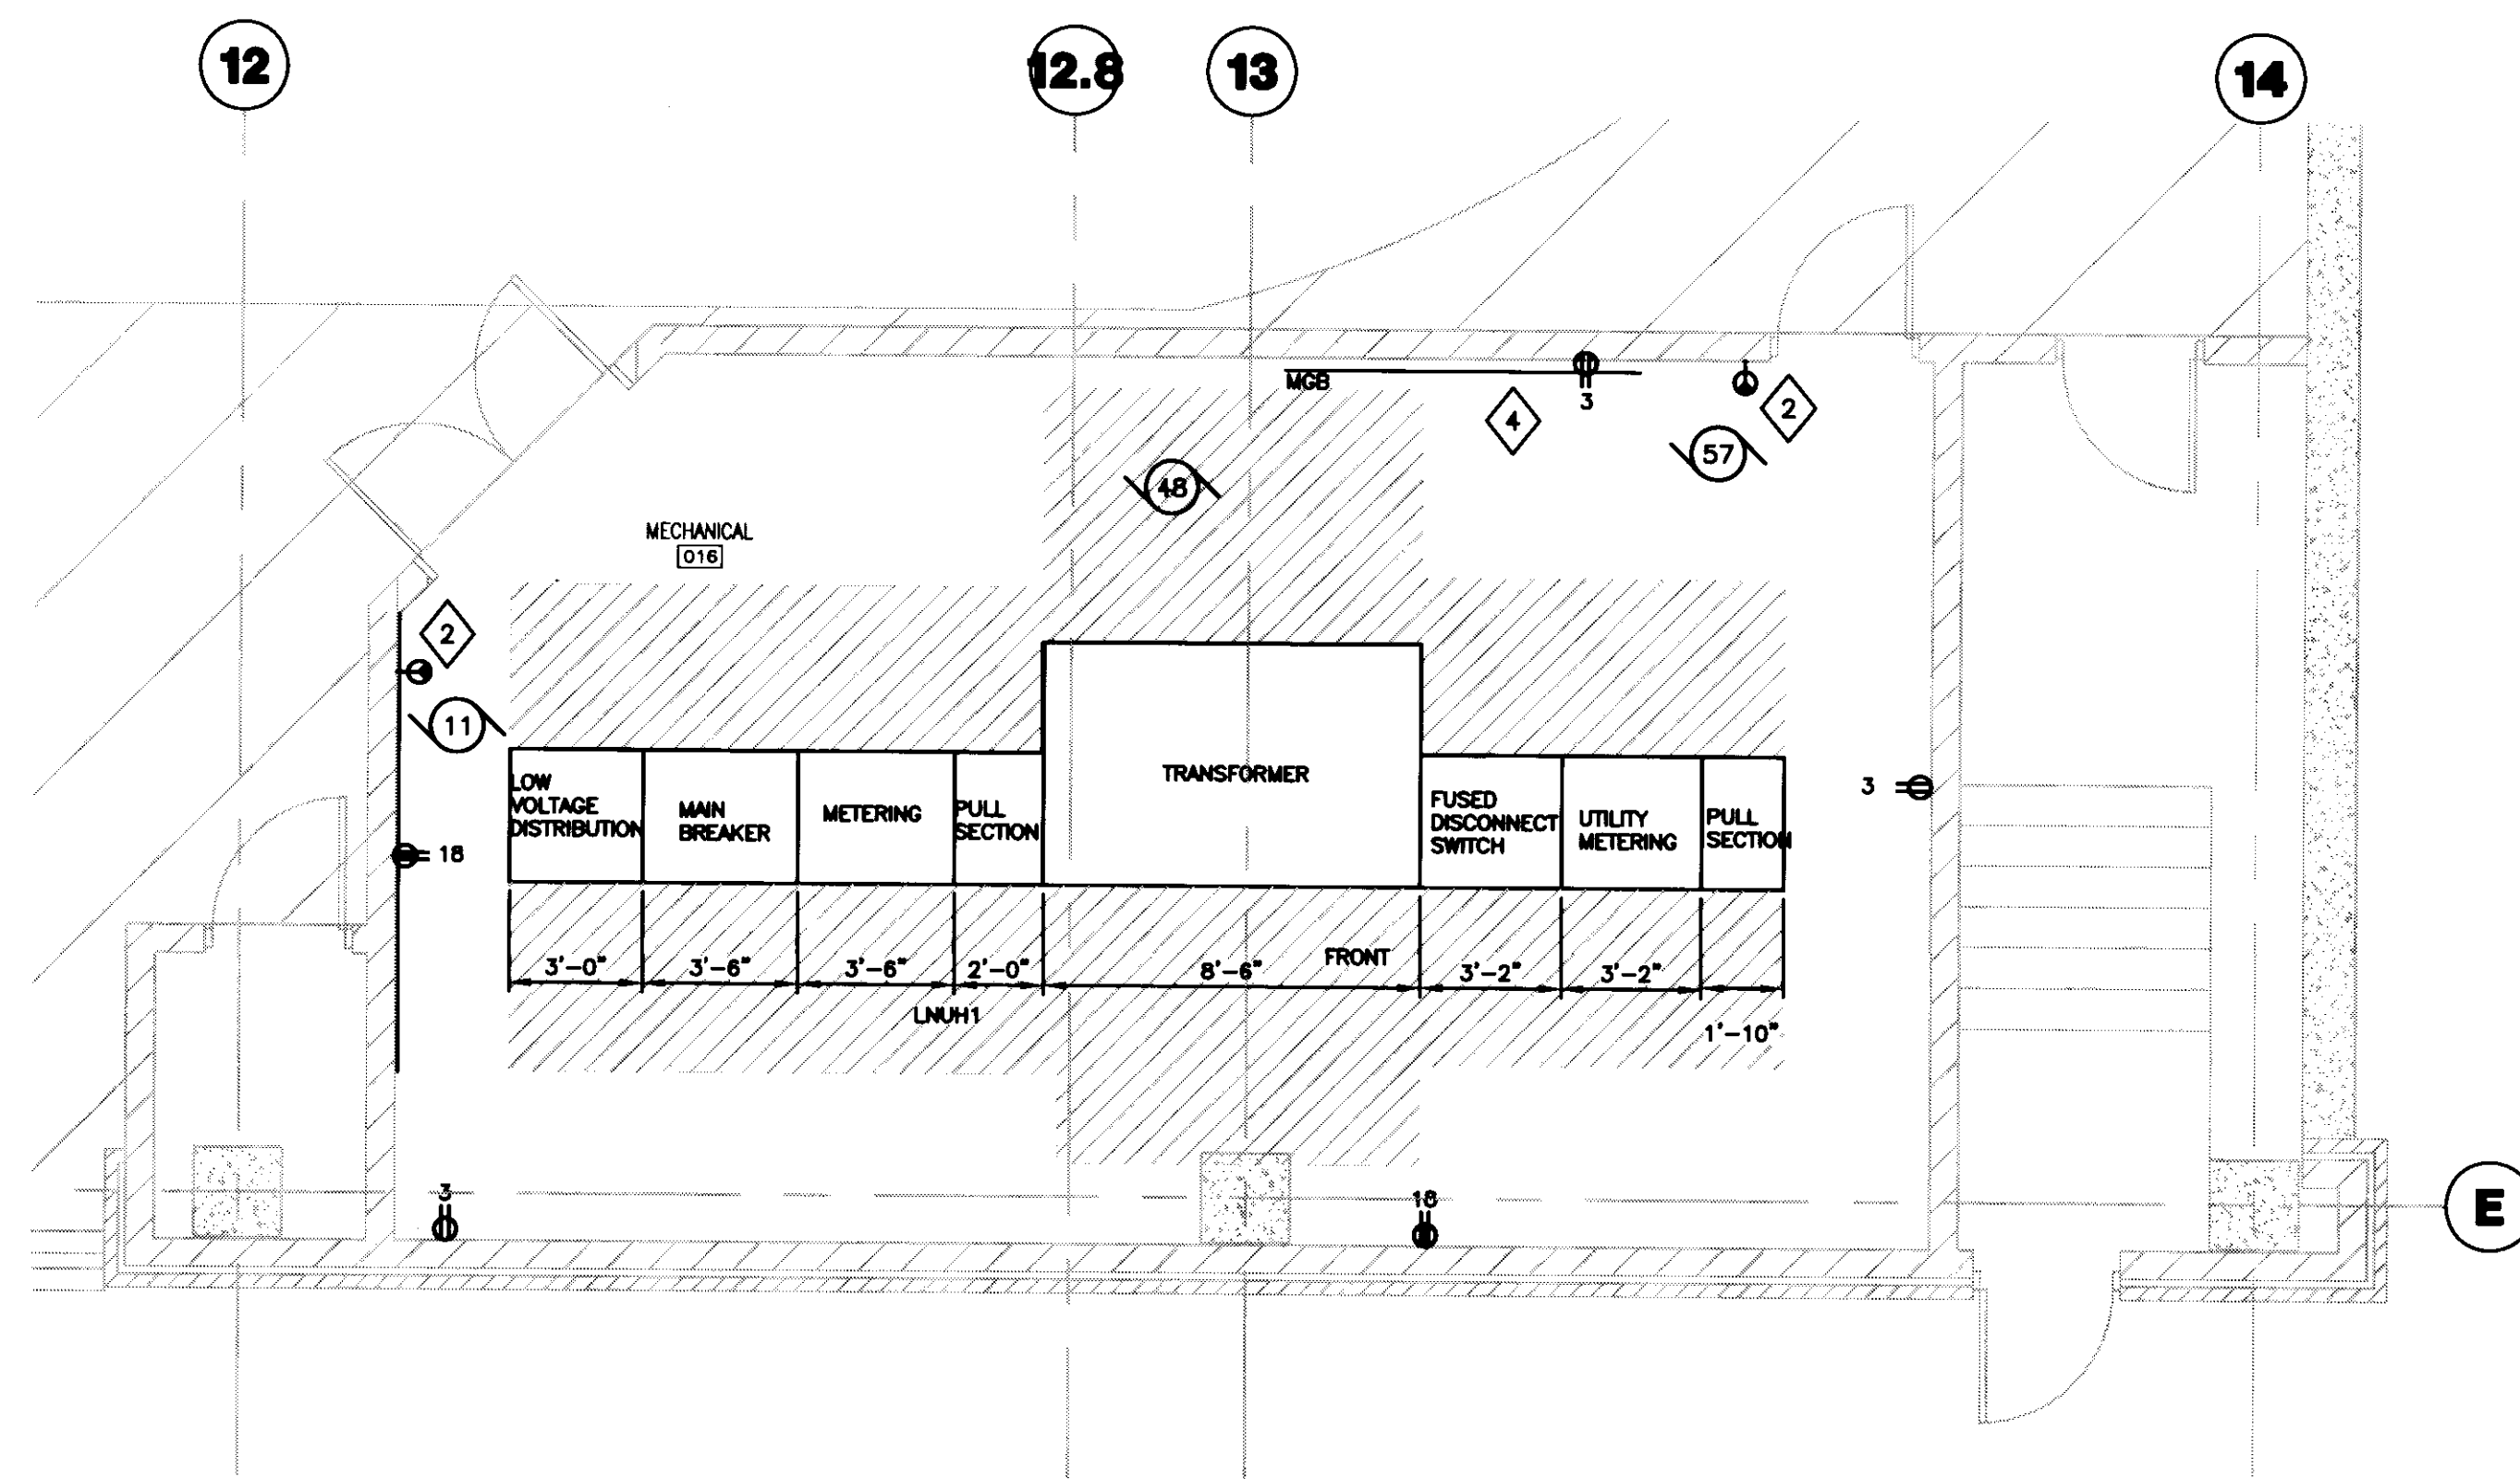 12
12.8
13
14
MGB
3
4
2
57
48
MECHANICAL
016
2
11
LOW
VOLTAGE
DISTRIBUTION
MAIN
BREAKER
METERING
PULL
SECTION
TRANSFORMER
FUSED
DISCONNECT
SWITCH
UTILITY
METERING
PULL
SECTION
3
18
3'-0"
3'-6"
3'-6"
2'-0"
8'-6"
FRONT
3'-2"
3'-2"
LNUH1
1'-10"
3
18
E